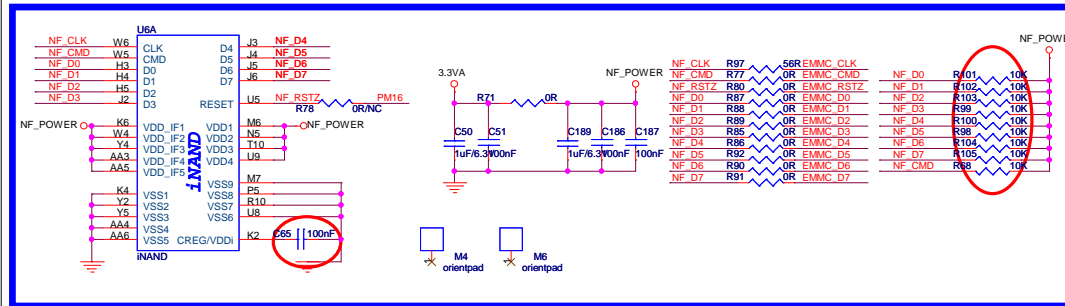 U6A
NF_CLK W6 CLK D4 J3 NF_D4
NF_CMD W5 CMD D5 J4 NF_D5
NF_D0 H3 D0 D6 J5 NF_D6
NF_D1 H4 D1 D7 J6 NF_D7
NF_D2 H5 D2
NF_D3 J2 D3 RESET U5 NF_RSTZ PM16
R78 0R/NC
NF_POWER K6 VDD_IF1 VDD1 M6 NF_POWER
W4 VDD_IF2 VDD2 N5
Y4 VDD_IF3 VDD3 T10
AA3 VDD_IF4 VDD4 U9
AA5 VDD_IF5
iNAND
VSS9 M7
K4 VSS1 VSS8 P5
Y2 VSS2 VSS7 R10
Y5 VSS3 VSS6 U8
AA4 VSS4
AA6 VSS5 CREG/VDDi K2 C65 100nF
iNAND
3.3VA R71 0R NF_POWER
C50 C51 C189 C186 C187
1uF/6.3V 100nF 1uF/6.3V 100nF 100nF
M4 orientpad
M6 orientpad
NF_CLK R97 56R EMMC_CLK
NF_CMD R77 0R EMMC_CMD
NF_RSTZ R80 0R EMMC_RSTZ
NF_D0 R87 0R EMMC_D0
NF_D1 R88 0R EMMC_D1
NF_D2 R89 0R EMMC_D2
NF_D3 R85 0R EMMC_D3
NF_D4 R86 0R EMMC_D4
NF_D5 R92 0R EMMC_D5
NF_D6 R90 0R EMMC_D6
NF_D7 R91 0R EMMC_D7
NF_POWER
NF_D0 R101 10K
NF_D1 R102 10K
NF_D2 R103 10K
NF_D3 R99 10K
NF_D4 R100 10K
NF_D5 R98 10K
NF_D6 R104 10K
NF_D7 R105 10K
NF_CMD R68 10K